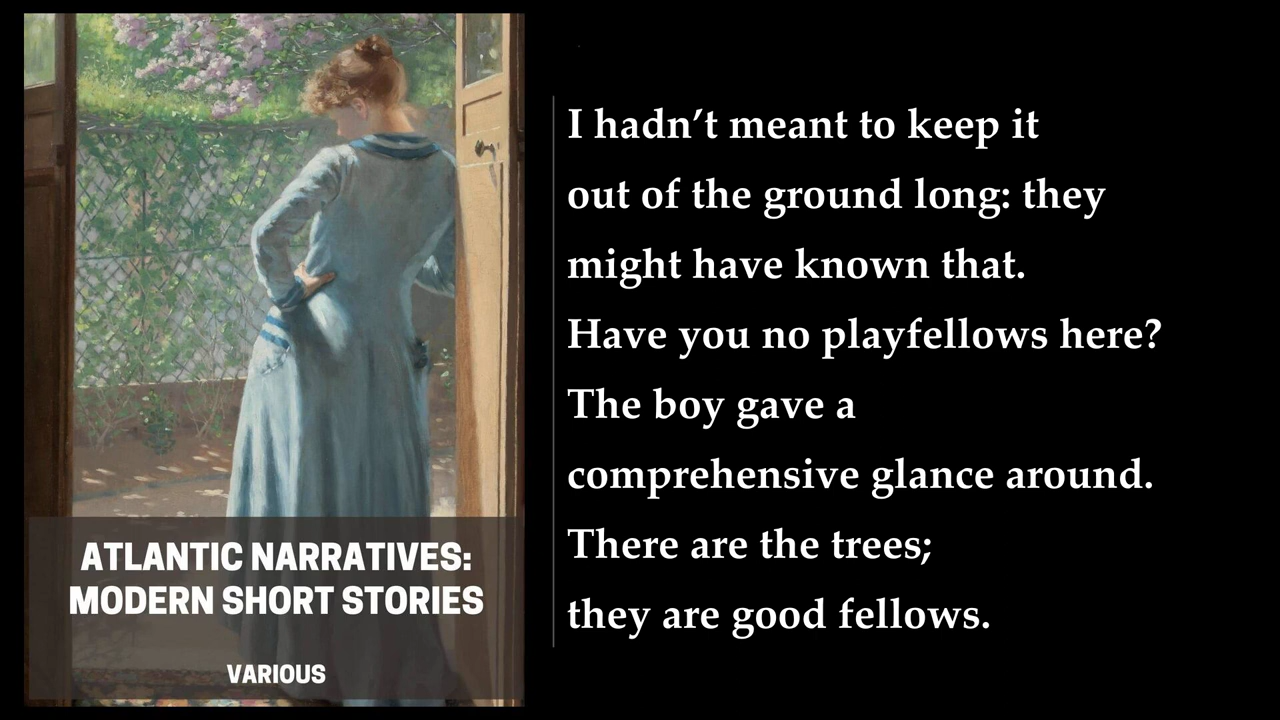 ATLANTIC NARRATIVES:
MODERN SHORT STORIES
VARIOUS
I hadn’t meant to keep it
out of the ground long: they
might have known that.
Have you no playfellows here?
The boy gave a
comprehensive glance around.
There are the trees;
they are good fellows.